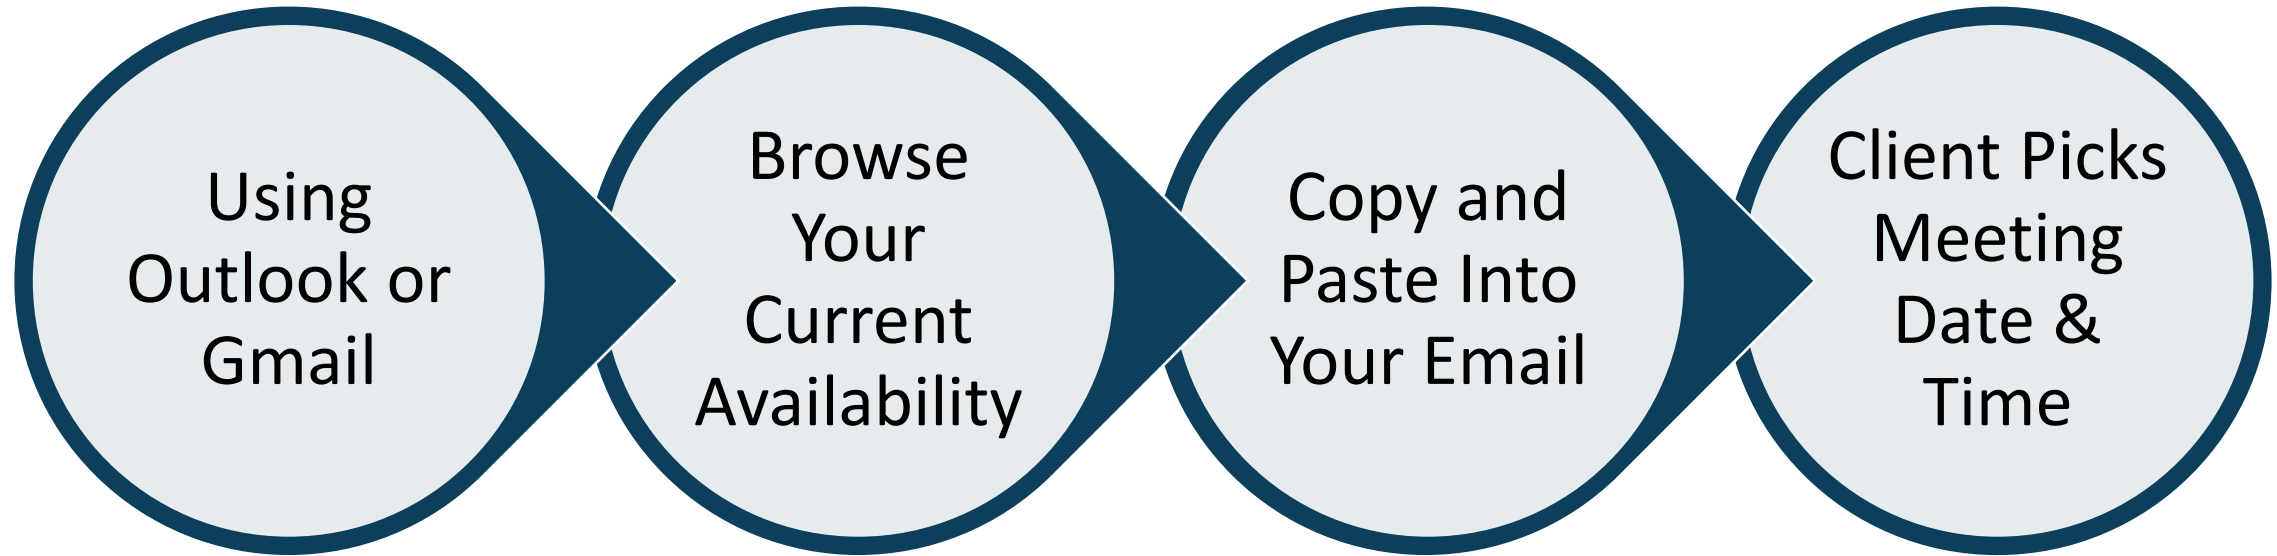 Using
Outlook or
Gmail
Browse
Your
Current
Availability
Copy and
Paste Into
Your Email
Client Picks
Meeting
Date &
Time